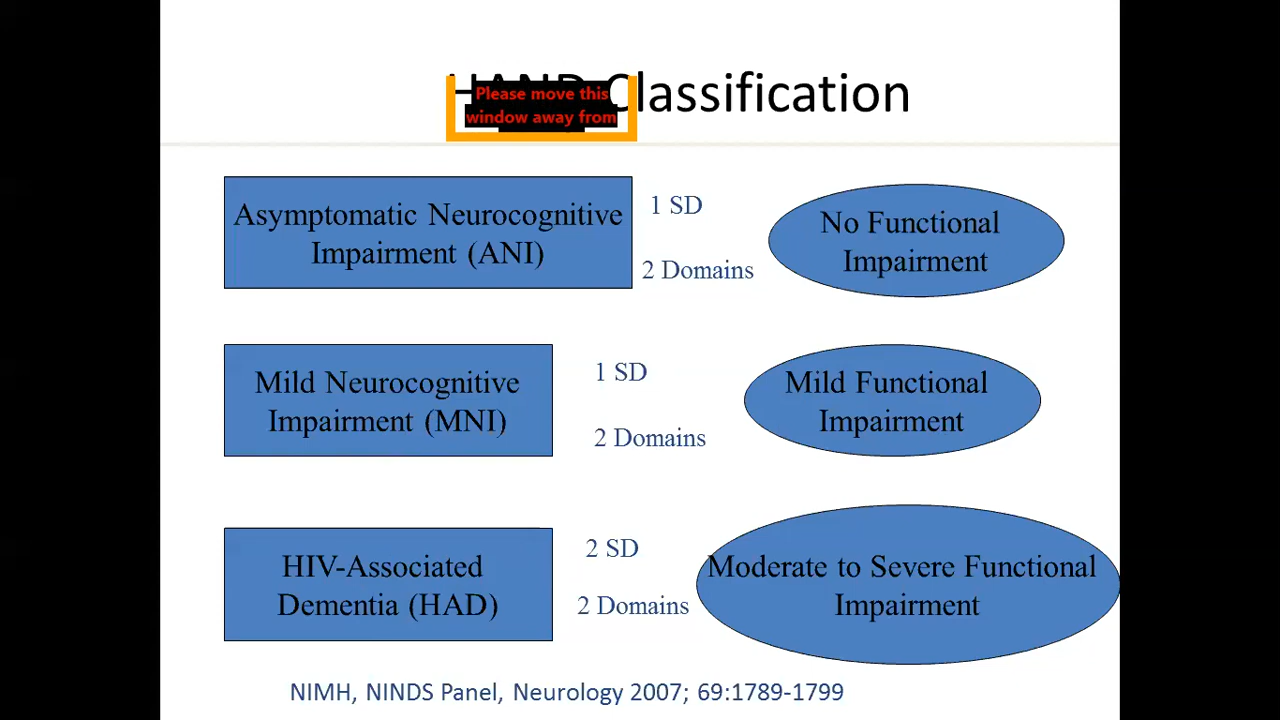 HAND Classification
Please move this
window away from
Asymptomatic Neurocognitive
Impairment (ANI)
1 SD
2 Domains
No Functional
Impairment
Mild Neurocognitive
Impairment (MNI)
1 SD
2 Domains
Mild Functional
Impairment
HIV-Associated
Dementia (HAD)
2 SD
2 Domains
Moderate to Severe Functional
Impairment
NIMH, NINDS Panel, Neurology 2007; 69:1789-1799